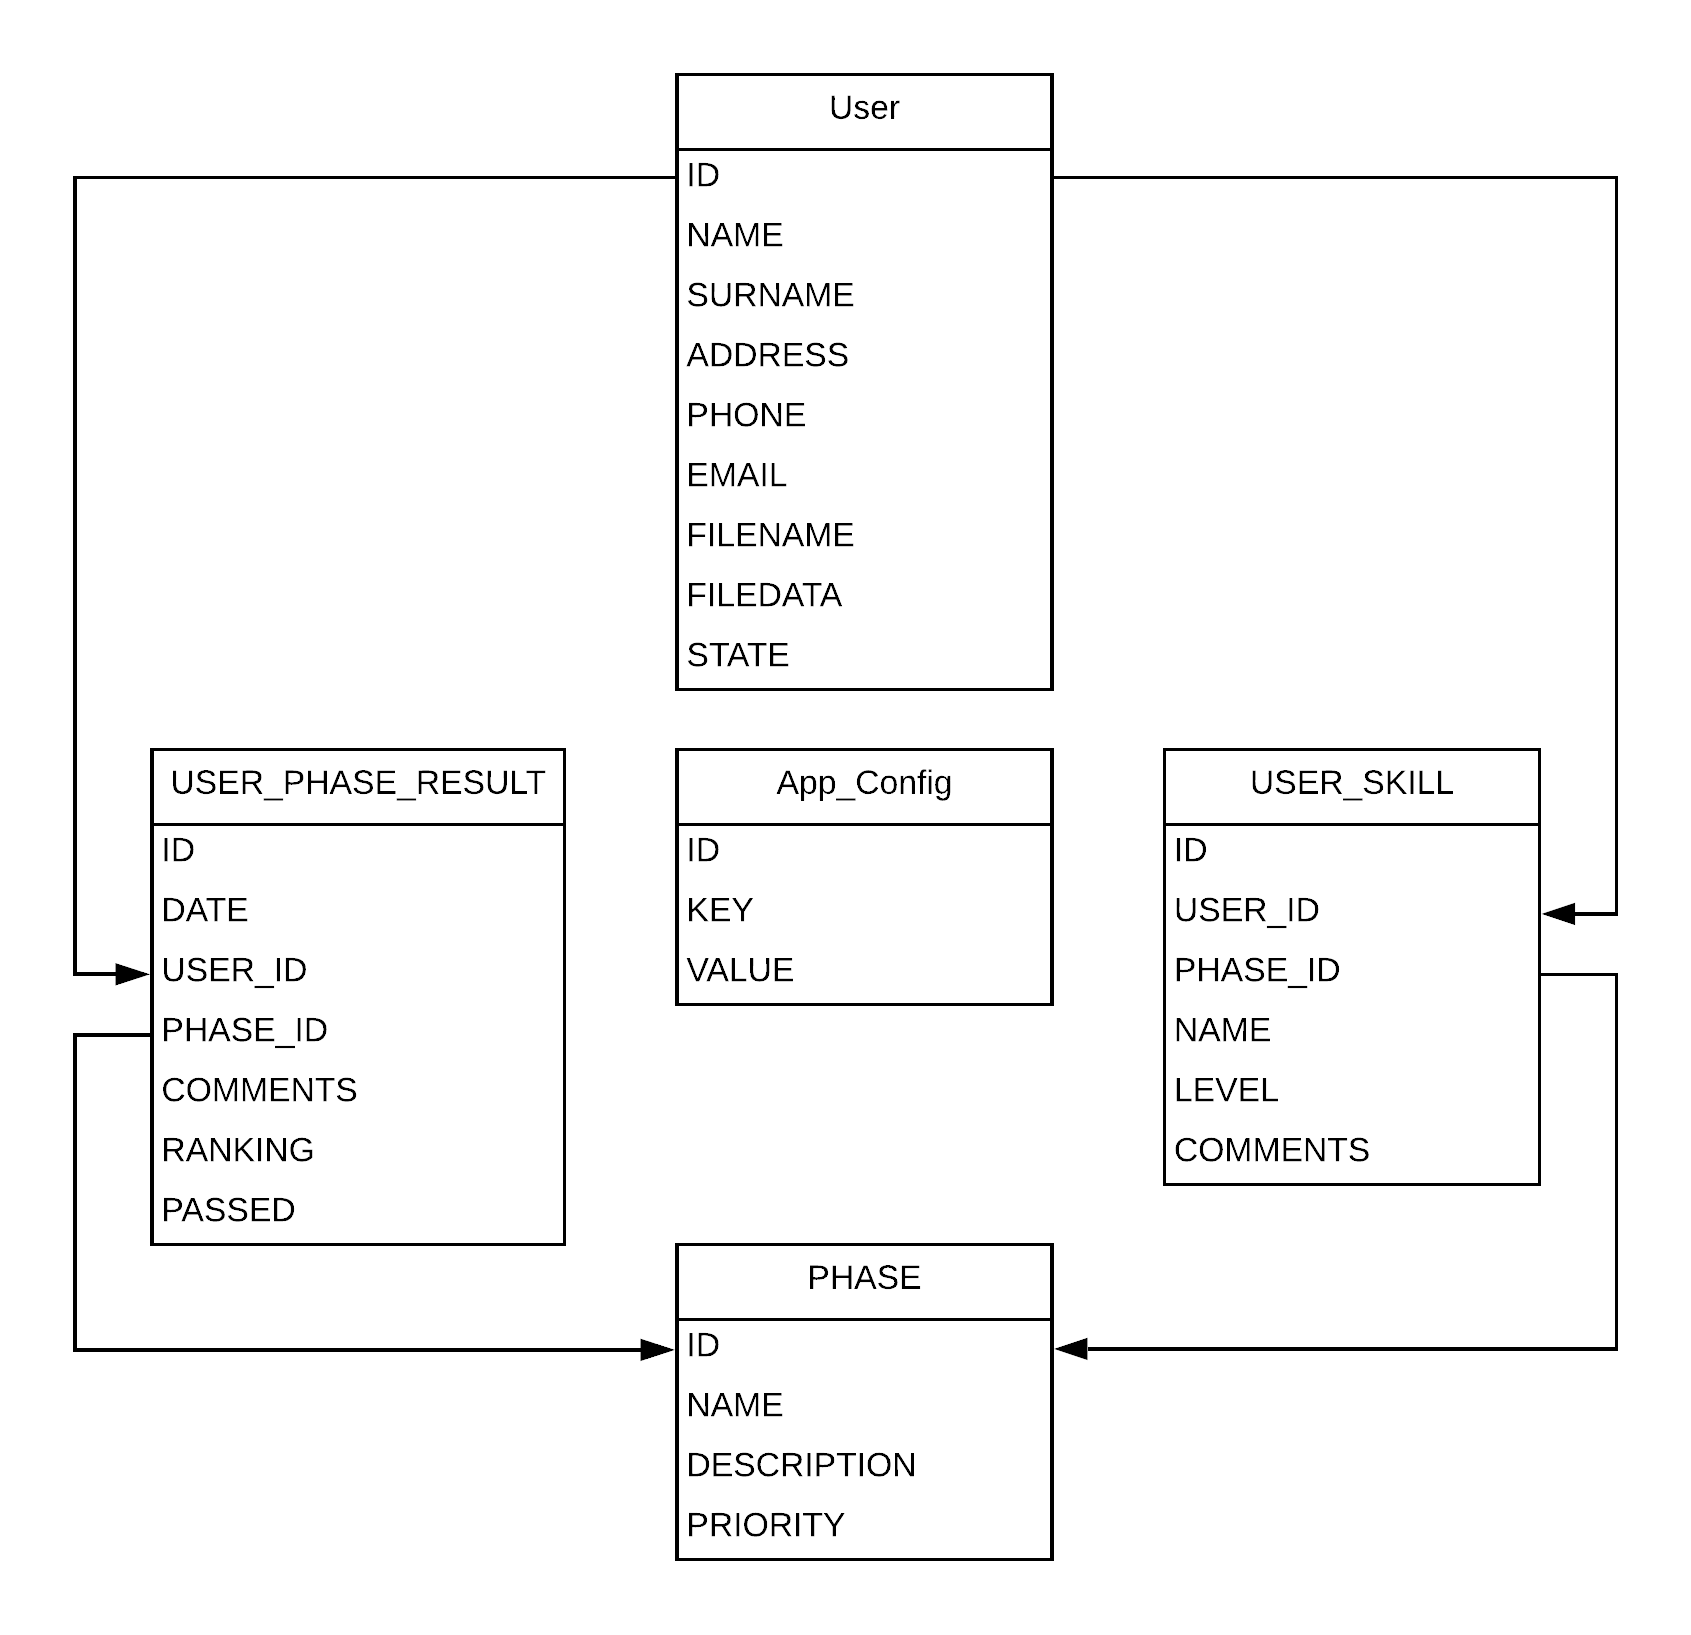 User
ID
NAME
SURNAME
ADDRESS
PHONE
EMAIL
FILENAME
FILEDATA
STATE
USER_PHASE_RESULT
ID
DATE
USER_ID
PHASE_ID
COMMENTS
RANKING
PASSED
App_Config
ID
KEY
VALUE
USER_SKILL
ID
USER_ID
PHASE_ID
NAME
LEVEL
COMMENTS
PHASE
ID
NAME
DESCRIPTION
PRIORITY